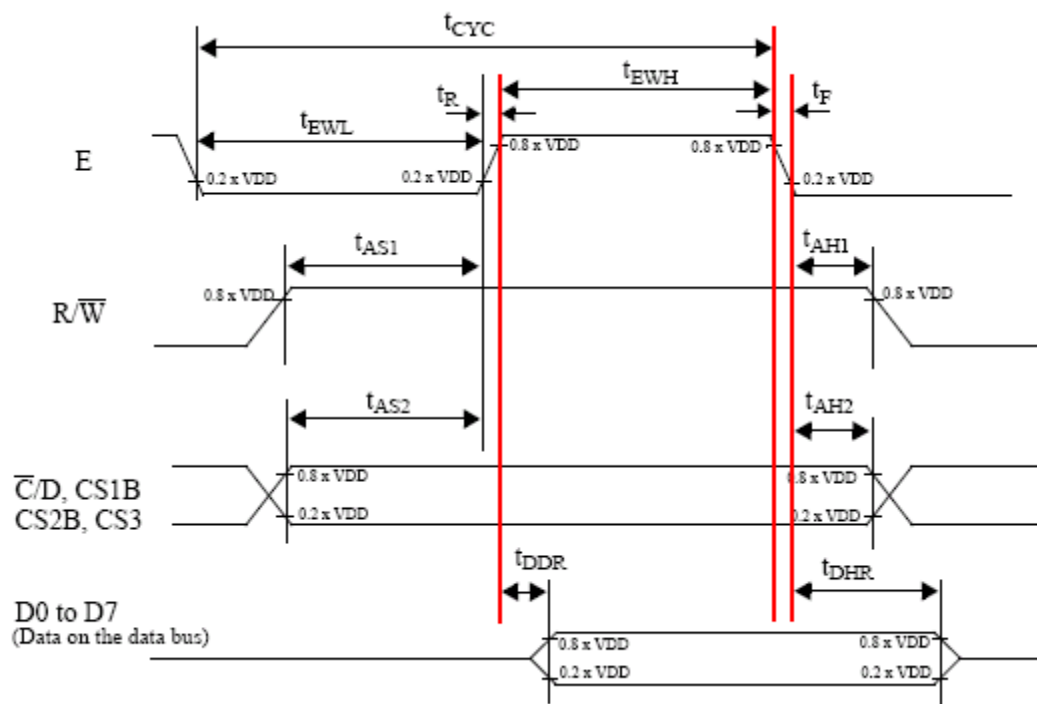 tCYC
tEWH
tR
tF
tEWL
E
0.8 x VDD
0.8 x VDD
0.2 x VDD
0.2 x VDD
0.2 x VDD
tAS1
tAH1
0.8 x VDD
0.8 x VDD
R/W̅
tAS2
tAH2
C̅/D, CS1B
CS2B, CS3
0.8 x VDD
0.8 x VDD
0.2 x VDD
0.2 x VDD
tDDR
tDHR
D0 to D7
(Data on the data bus)
0.8 x VDD
0.8 x VDD
0.2 x VDD
0.2 x VDD